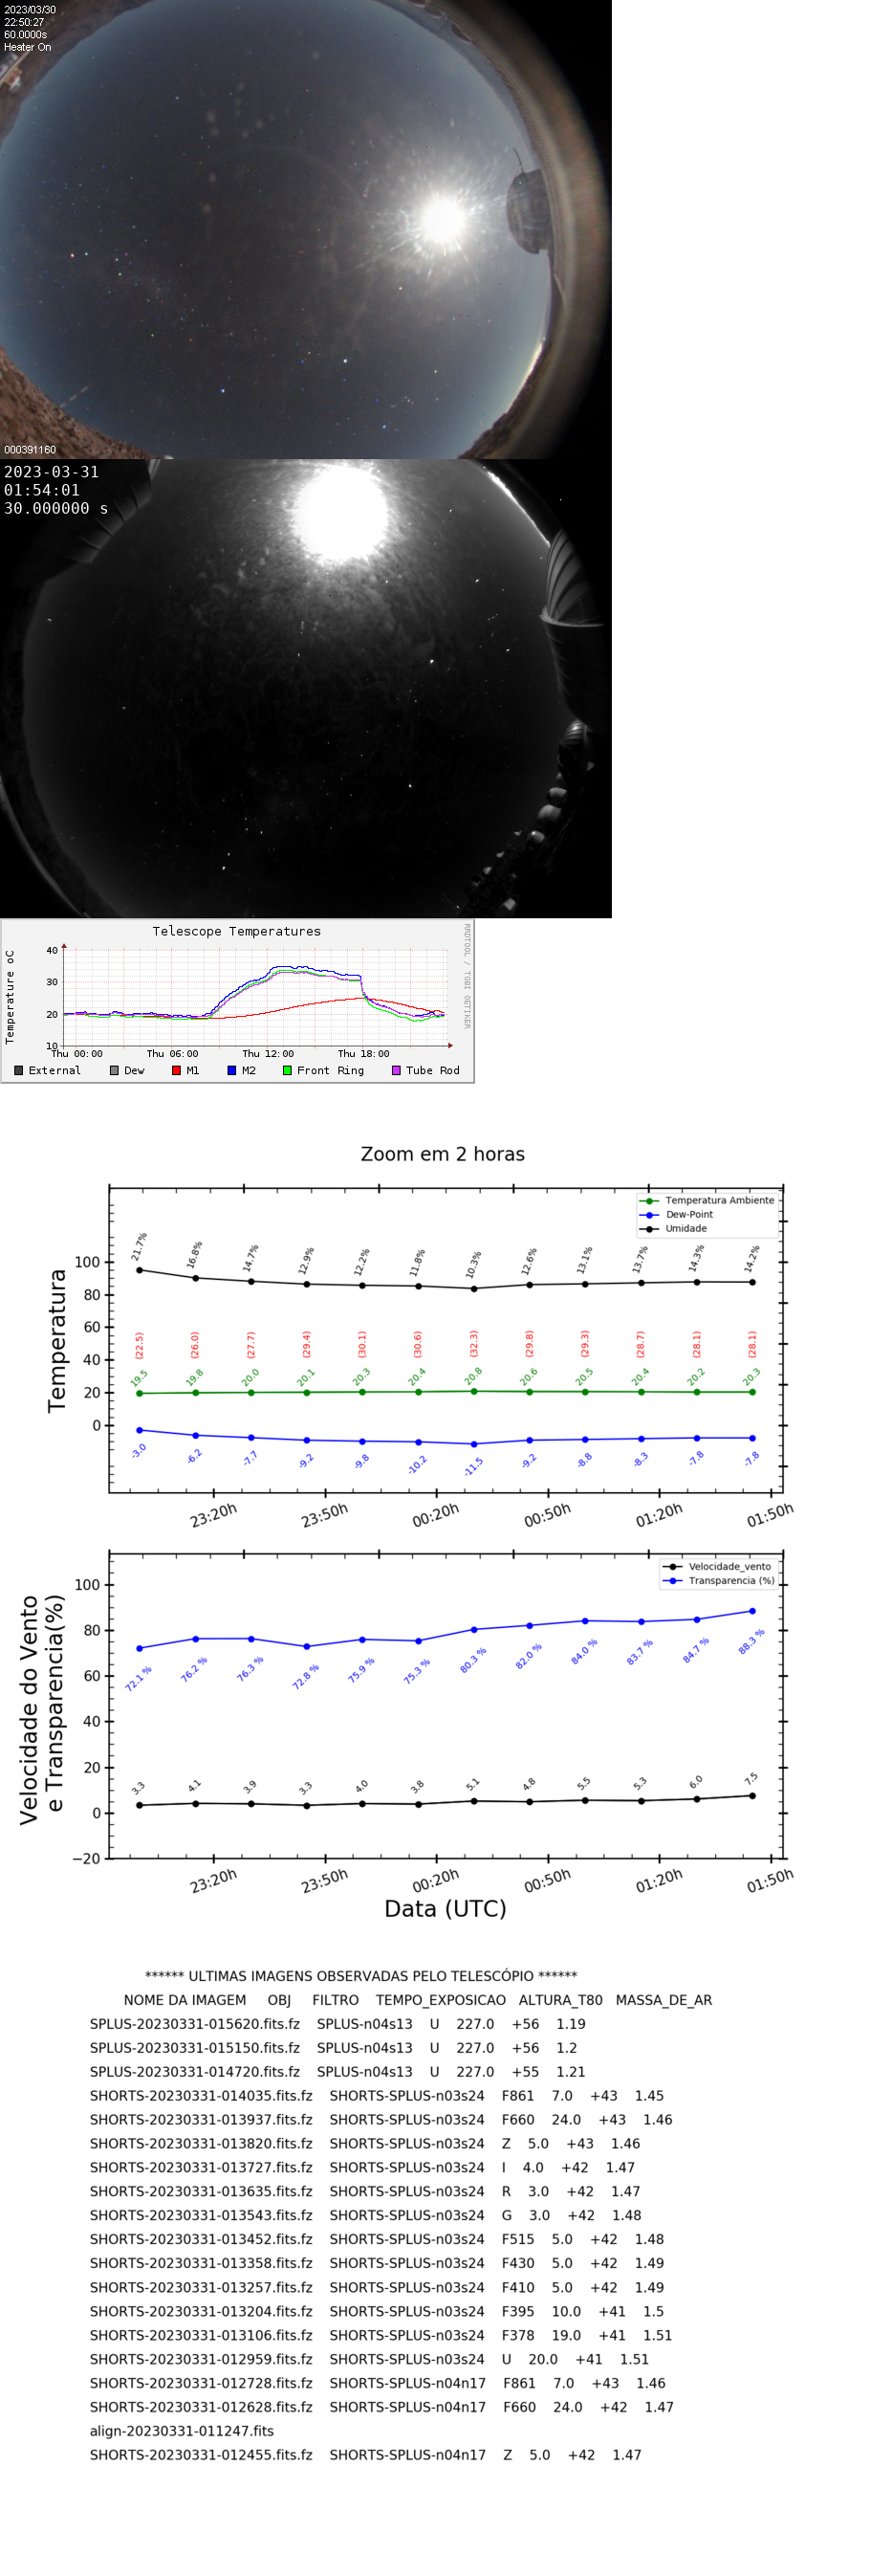 2023/03/30
22:50:27
60.0000s
Heater On
000391160
2023-03-31
01:54:01
30.000000 s
Telescope Temperatures
Temperature oC
40
30
20
10
Thu 00:00 Thu 06:00 Thu 12:00 Thu 18:00
External Dew M1 M2 Front Ring Tube Rod
RRDTOOL / TOBI OETIKER
Zoom em 2 horas
Temperatura
Temperatura Ambiente
Dew-Point
Umidade
100
80
60
40
20
0
21.7% 16.8% 14.7% 12.9% 12.2% 11.8% 10.3% 12.6% 13.1% 13.7% 14.3% 14.2%
(22.5) (26.0) (27.7) (29.4) (30.1) (30.6) (32.3) (29.8) (29.3) (28.7) (28.1) (28.1)
19.5 19.8 20.0 20.1 20.3 20.4 20.8 20.6 20.5 20.4 20.2 20.3
-3.0 -6.2 -7.7 -9.2 -9.8 -10.2 -11.5 -9.2 -8.8 -8.3 -7.8 -7.8
23:20h 23:50h 00:20h 00:50h 01:20h 01:50h
Velocidade do Vento
e Transparencia(%)
Velocidade_vento
Transparencia (%)
100
80
60
40
20
0
−20
72.1 % 76.2 % 76.3 % 72.8 % 75.9 % 75.3 % 80.3 % 82.0 % 84.0 % 83.7 % 84.7 % 88.3 %
3.3 4.1 3.9 3.3 4.0 3.8 5.1 4.8 5.5 5.3 6.0 7.5
23:20h 23:50h 00:20h 00:50h 01:20h 01:50h
Data (UTC)
****** ULTIMAS IMAGENS OBSERVADAS PELO TELESCÓPIO ******
NOME DA IMAGEM OBJ FILTRO TEMPO_EXPOSICAO ALTURA_T80 MASSA_DE_AR
SPLUS-20230331-015620.fits.fz SPLUS-n04s13 U 227.0 +56 1.19
SPLUS-20230331-015150.fits.fz SPLUS-n04s13 U 227.0 +56 1.2
SPLUS-20230331-014720.fits.fz SPLUS-n04s13 U 227.0 +55 1.21
SHORTS-20230331-014035.fits.fz SHORTS-SPLUS-n03s24 F861 7.0 +43 1.45
SHORTS-20230331-013937.fits.fz SHORTS-SPLUS-n03s24 F660 24.0 +43 1.46
SHORTS-20230331-013820.fits.fz SHORTS-SPLUS-n03s24 Z 5.0 +43 1.46
SHORTS-20230331-013727.fits.fz SHORTS-SPLUS-n03s24 I 4.0 +42 1.47
SHORTS-20230331-013635.fits.fz SHORTS-SPLUS-n03s24 R 3.0 +42 1.47
SHORTS-20230331-013543.fits.fz SHORTS-SPLUS-n03s24 G 3.0 +42 1.48
SHORTS-20230331-013452.fits.fz SHORTS-SPLUS-n03s24 F515 5.0 +42 1.48
SHORTS-20230331-013358.fits.fz SHORTS-SPLUS-n03s24 F430 5.0 +42 1.49
SHORTS-20230331-013257.fits.fz SHORTS-SPLUS-n03s24 F410 5.0 +42 1.49
SHORTS-20230331-013204.fits.fz SHORTS-SPLUS-n03s24 F395 10.0 +41 1.5
SHORTS-20230331-013106.fits.fz SHORTS-SPLUS-n03s24 F378 19.0 +41 1.51
SHORTS-20230331-012959.fits.fz SHORTS-SPLUS-n03s24 U 20.0 +41 1.51
SHORTS-20230331-012728.fits.fz SHORTS-SPLUS-n04n17 F861 7.0 +43 1.46
SHORTS-20230331-012628.fits.fz SHORTS-SPLUS-n04n17 F660 24.0 +42 1.47
align-20230331-011247.fits
SHORTS-20230331-012455.fits.fz SHORTS-SPLUS-n04n17 Z 5.0 +42 1.47